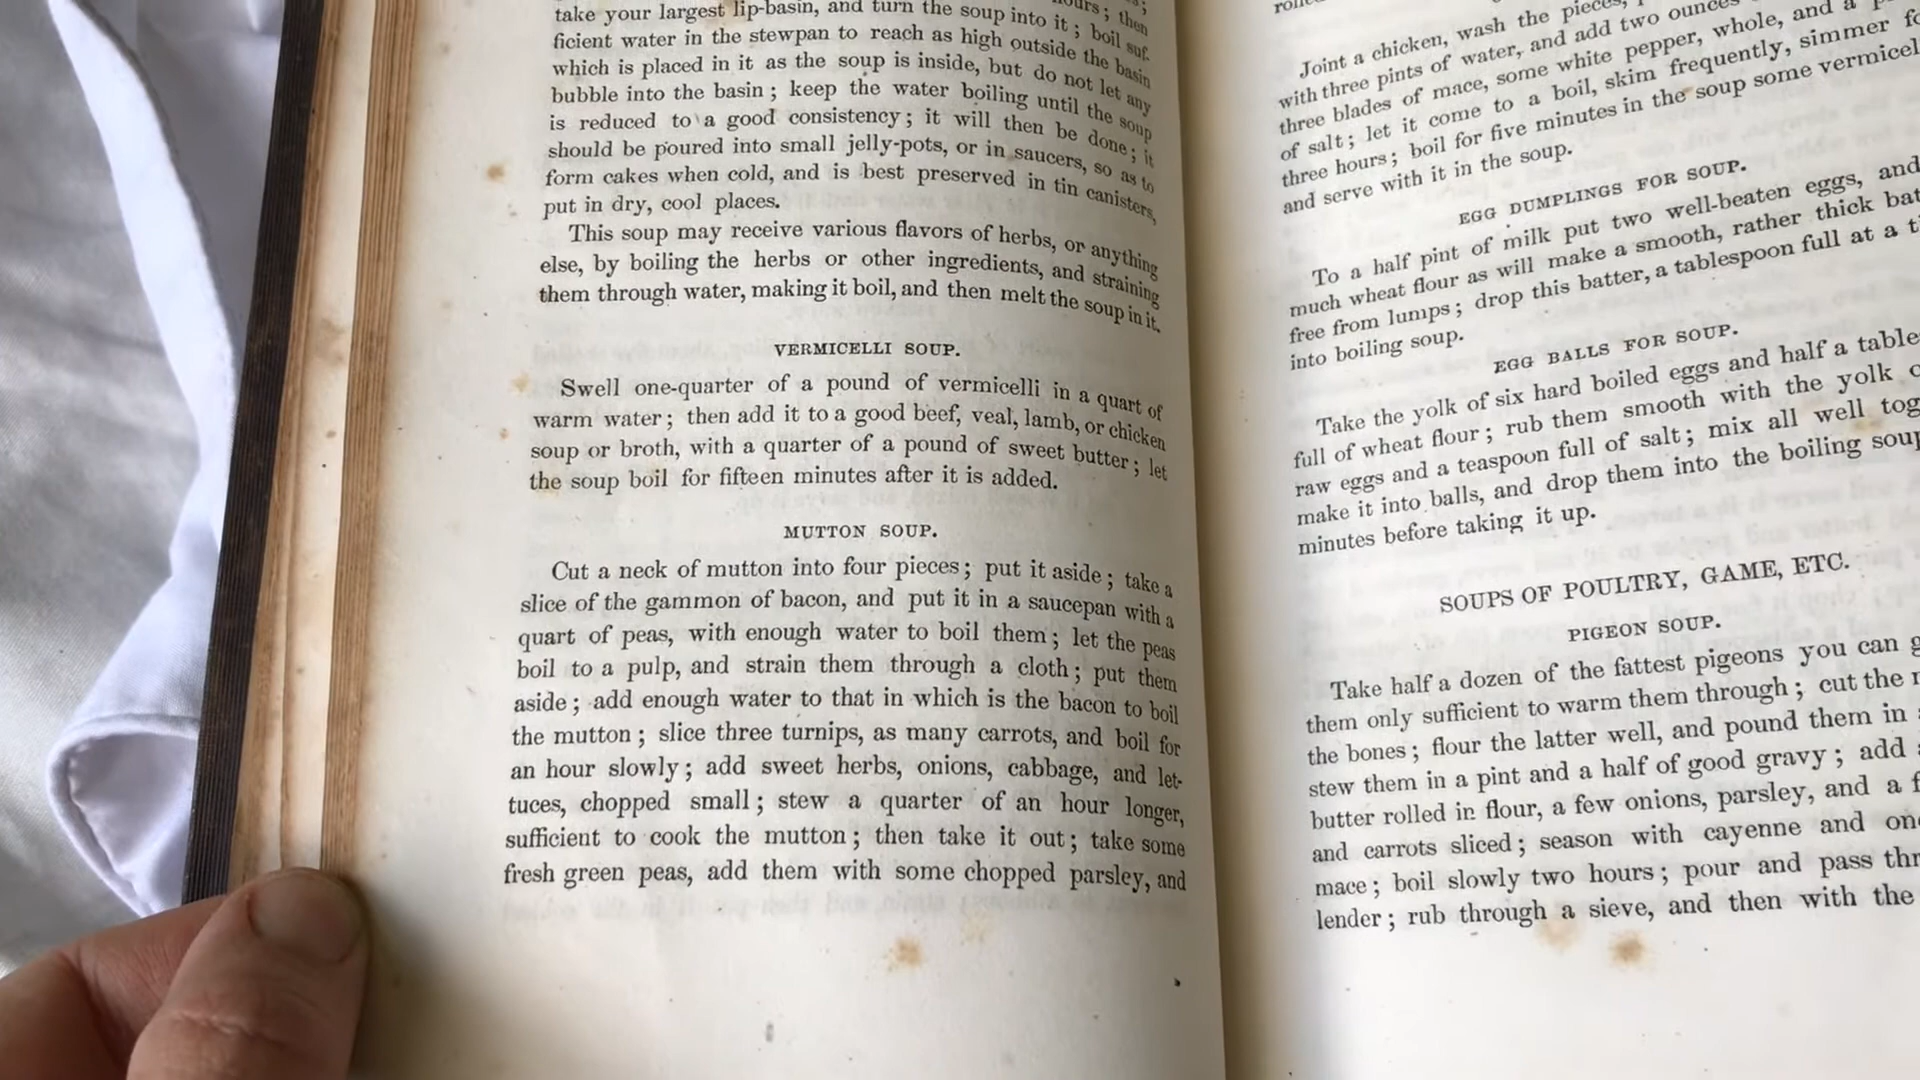 hours; then
take your largest lip-basin, and turn the soup into it; boil suf-
ficient water in the stewpan to reach as high outside the basin
which is placed in it as the soup is inside, but do not let any
bubble into the basin; keep the water boiling until the soup
is reduced to a good consistency; it will then be done; it
should be poured into small jelly-pots, or in saucers, so as to
form cakes when cold, and is best preserved in tin canisters,
put in dry, cool places.
This soup may receive various flavors of herbs, or anything
else, by boiling the herbs or other ingredients, and straining
them through water, making it boil, and then melt the soup in it.
VERMICELLI SOUP.
Swell one-quarter of a pound of vermicelli in a quart of
warm water; then add it to a good beef, veal, lamb, or chicken
soup or broth, with a quarter of a pound of sweet butter; let
the soup boil for fifteen minutes after it is added.
MUTTON SOUP.
Cut a neck of mutton into four pieces; put it aside; take a
slice of the gammon of bacon, and put it in a saucepan with a
quart of peas, with enough water to boil them; let the peas
boil to a pulp, and strain them through a cloth; put them
aside; add enough water to that in which is the bacon to boil
the mutton; slice three turnips, as many carrots, and boil for
an hour slowly; add sweet herbs, onions, cabbage, and let-
tuces, chopped small; stew a quarter of an hour longer,
sufficient to cook the mutton; then take it out; take some
fresh green peas, add them with some chopped parsley, and
Joint a chicken, wash the pieces,
with three pints of water, and add two ounces
three blades of mace, some white pepper, whole, and a
of salt; let it come to a boil, skim frequently, simmer
three hours; boil for five minutes in the soup some
and serve with it in the soup.
EGG DUMPLINGS FOR SOUP.
To a half pint of milk put two well-beaten eggs, and
much wheat flour as will make a smooth, rather thick
free from lumps; drop this batter, a tablespoon full at a
into boiling soup.
EGG BALLS FOR SOUP.
Take the yolk of six hard boiled eggs and half a table
full of wheat flour; rub them smooth with the yolk
raw eggs and a teaspoon full of salt; mix all well
make it into balls, and drop them into the boiling
minutes before taking it up.
SOUPS OF POULTRY, GAME, ETC.
PIGEON SOUP.
Take half a dozen of the fattest pigeons you can
them only sufficient to warm them through; cut the
the bones; flour the latter well, and pound them in
stew them in a pint and a half of good gravy; add
butter rolled in flour, a few onions, parsley, and a
and carrots sliced; season with cayenne and
mace; boil slowly two hours; pour and pass
lender; rub through a sieve, and then with the